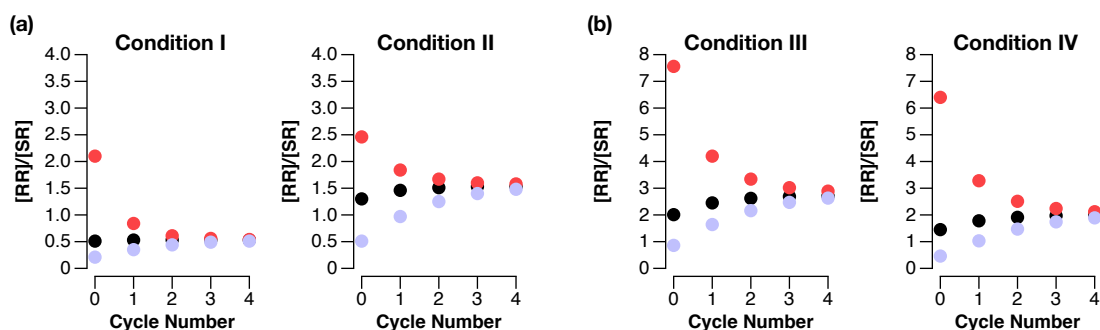 (a)
Condition I
[RR]/[SR]
4.0
3.5
3.0
2.5
2.0
1.5
1.0
0.5
0
0 1 2 3 4
Cycle Number
Condition II
[RR]/[SR]
4.0
3.5
3.0
2.5
2.0
1.5
1.0
0.5
0
0 1 2 3 4
Cycle Number
(b)
Condition III
[RR]/[SR]
8
7
6
5
4
3
2
1
0
0 1 2 3 4
Cycle Number
Condition IV
[RR]/[SR]
8
7
6
5
4
3
2
1
0
0 1 2 3 4
Cycle Number